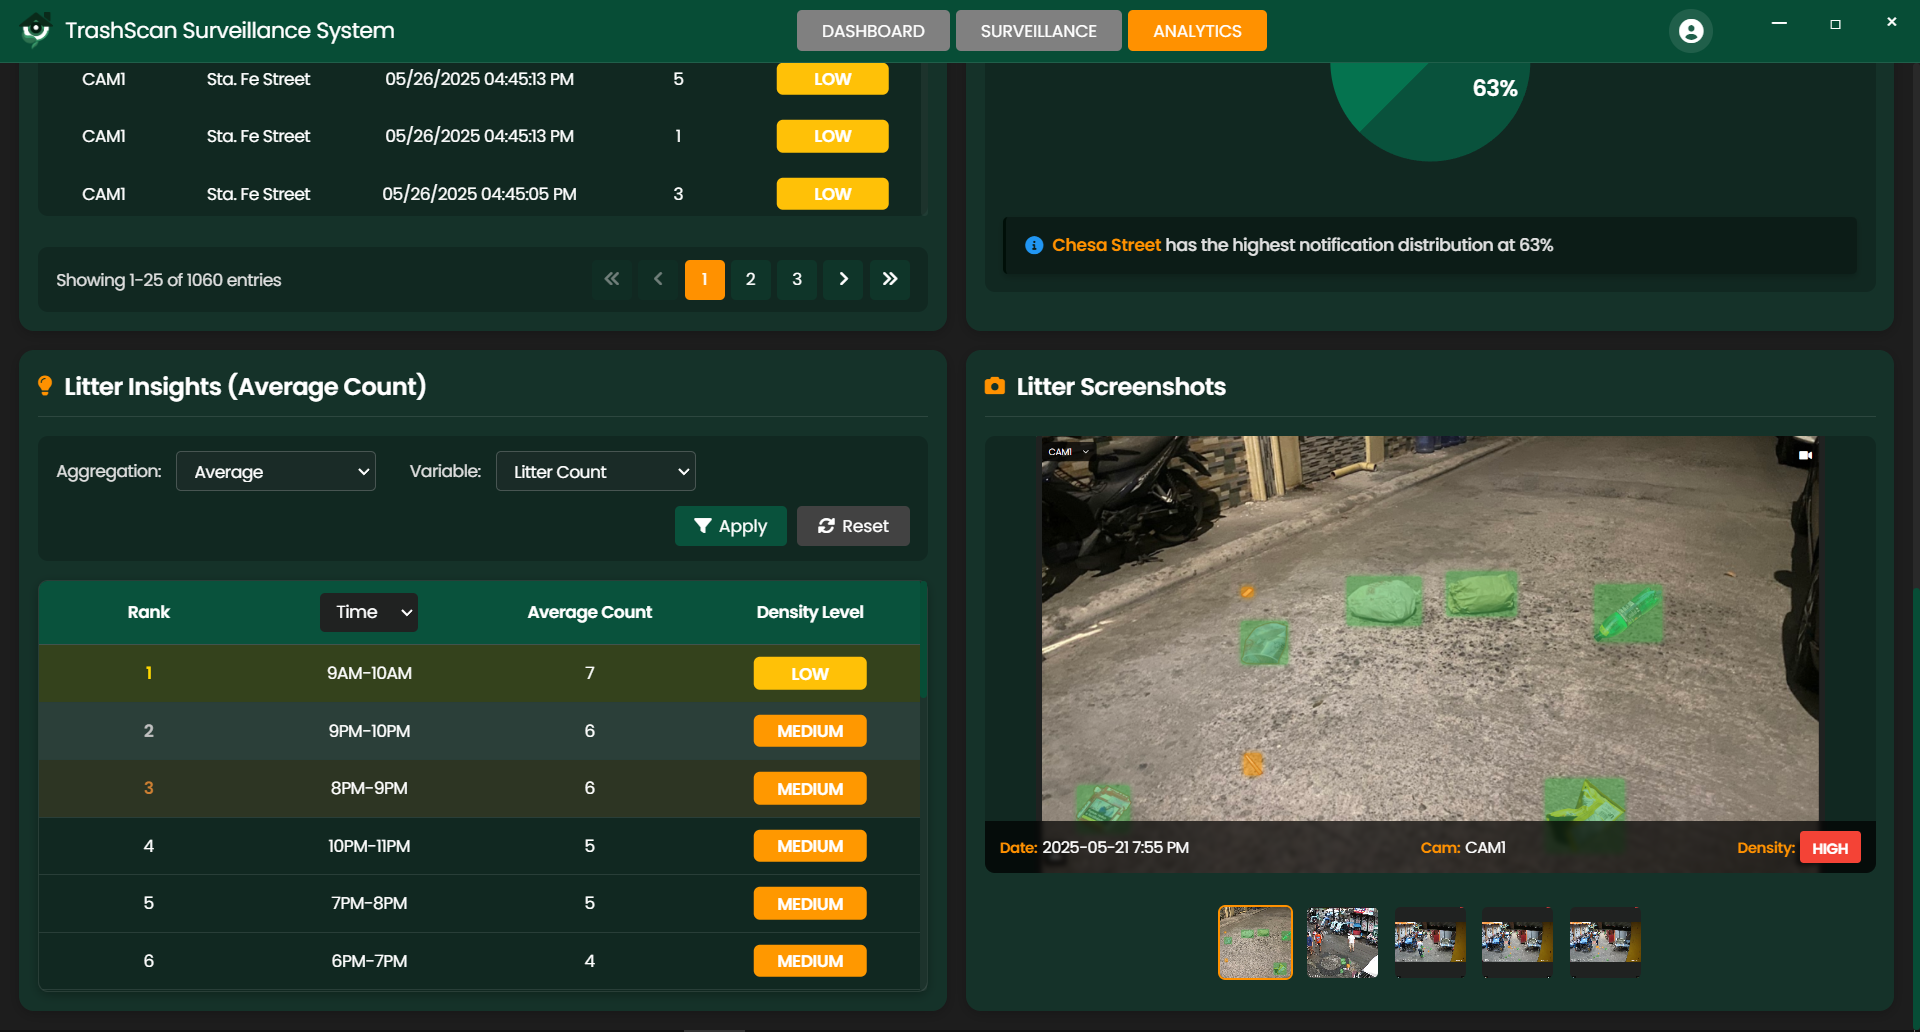 TrashScan Surveillance System
DASHBOARD
SURVEILLANCE
ANALYTICS
CAM1 Sta. Fe Street 05/26/2025 04:45:13 PM 5 LOW
CAM1 Sta. Fe Street 05/26/2025 04:45:13 PM 1 LOW
CAM1 Sta. Fe Street 05/26/2025 04:45:05 PM 3 LOW
Showing 1-25 of 1060 entries
1 2 3
63%
Chesa Street has the highest notification distribution at 63%
Litter Insights (Average Count)
Aggregation: Average Variable: Litter Count
Apply Reset
Rank Time Average Count Density Level
1 9AM-10AM 7 LOW
2 9PM-10PM 6 MEDIUM
3 8PM-9PM 6 MEDIUM
4 10PM-11PM 5 MEDIUM
5 7PM-8PM 5 MEDIUM
6 6PM-7PM 4 MEDIUM
Litter Screenshots
CAM1
Date: 2025-05-21 7:55 PM Cam: CAM1 Density: HIGH